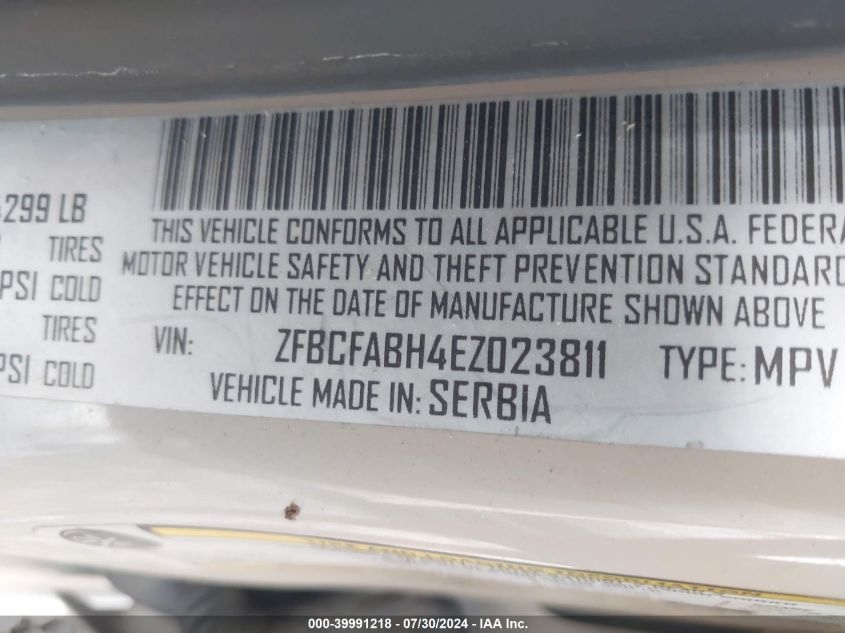 299 LB
TIRES
PSI COLD
TIRES
PSI COLD
THIS VEHICLE CONFORMS TO ALL APPLICABLE U.S.A. FEDERA
MOTOR VEHICLE SAFETY AND THEFT PREVENTION STANDARD
EFFECT ON THE DATE OF MANUFACTURE SHOWN ABOVE
VIN: ZFBCFABH4EZ023811 TYPE: MPV
VEHICLE MADE IN: SERBIA
000-39991218 - 07/30/2024 - IAA Inc.